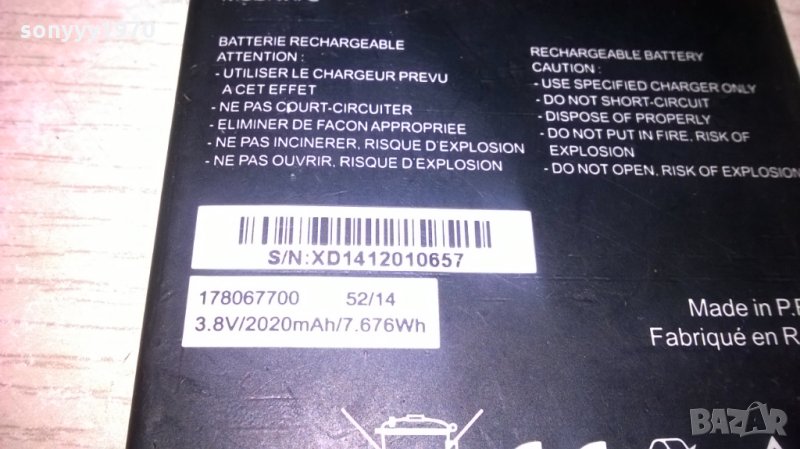 sonyyy1970
BATTERIE RECHARGEABLE
ATTENTION :
- UTILISER LE CHARGEUR PREVU
A CET EFFET
- NE PAS COURT-CIRCUITER
- ELIMINER DE FACON APPROPRIEE
- NE PAS INCINERER, RISQUE D'EXPLOSION
- NE PAS OUVRIR, RISQUE D'EXPLOSION
RECHARGEABLE BATTERY
CAUTION :
- USE SPECIFIED CHARGER ONLY
- DO NOT SHORT-CIRCUIT
- DISPOSE OF PROPERLY
- DO NOT PUT IN FIRE, RISK OF
EXPLOSION
- DO NOT OPEN, RISK OF EXPLOSION
S/N:XD1412010657
178067700 52/14
3.8V/2020mAh/7.676Wh
Made in P.
Fabriqué en R
BAZAR